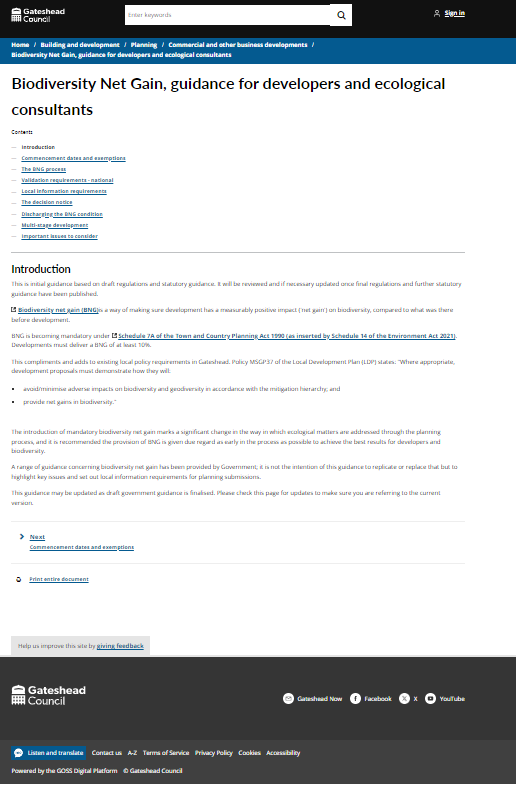 Gateshead
Council
Enter keywords
Sign in
Home / Building and development / Planning / Commercial and other business developments /
Biodiversity Net Gain, guidance for developers and ecological consultants
Biodiversity Net Gain, guidance for developers and ecological
consultants
Contents
— Introduction
— Commencement dates and exemptions
— The BNG process
— Validation requirements - national
— Local information requirements
— The decision notice
— Discharging the BNG condition
— Multi-stage development
— Important issues to consider
Introduction
This is initial guidance based on draft regulations and statutory guidance. It will be reviewed and if necessary updated once final regulations and further statutory
guidance have been published.
Biodiversity net gain (BNG)is a way of making sure development has a measurably positive impact ('net gain') on biodiversity, compared to what was there
before development.
BNG is becoming mandatory under Schedule 7A of the Town and Country Planning Act 1990 (as inserted by Schedule 14 of the Environment Act 2021).
Developments must deliver a BNG of at least 10%.
This compliments and adds to existing local policy requirements in Gateshead. Policy MSGP37 of the Local Development Plan (LDP) states: "Where appropriate,
development proposals must demonstrate how they will:
• avoid/minimise adverse impacts on biodiversity and geodiversity in accordance with the mitigation hierarchy; and
• provide net gains in biodiversity."
The introduction of mandatory biodiversity net gain marks a significant change in the way in which ecological matters are addressed through the planning
process, and it is recommended the provision of BNG is given due regard as early in the process as possible to achieve the best results for developers and
biodiversity.
A range of guidance concerning biodiversity net gain has been provided by Government; it is not the intention of this guidance to replicate or replace that but to
highlight key issues and set out local information requirements for planning submissions.
This guidance may be updated as draft government guidance is finalised. Please check this page for updates to make sure you are referring to the current
version.
Next
Commencement dates and exemptions
Print entire document
Help us improve this site by giving feedback
Gateshead
Council
Gateshead Now Facebook X YouTube
Listen and translate Contact us A-Z Terms of Service Privacy Policy Cookies Accessibility
Powered by the GOSS Digital Platform © Gateshead Council